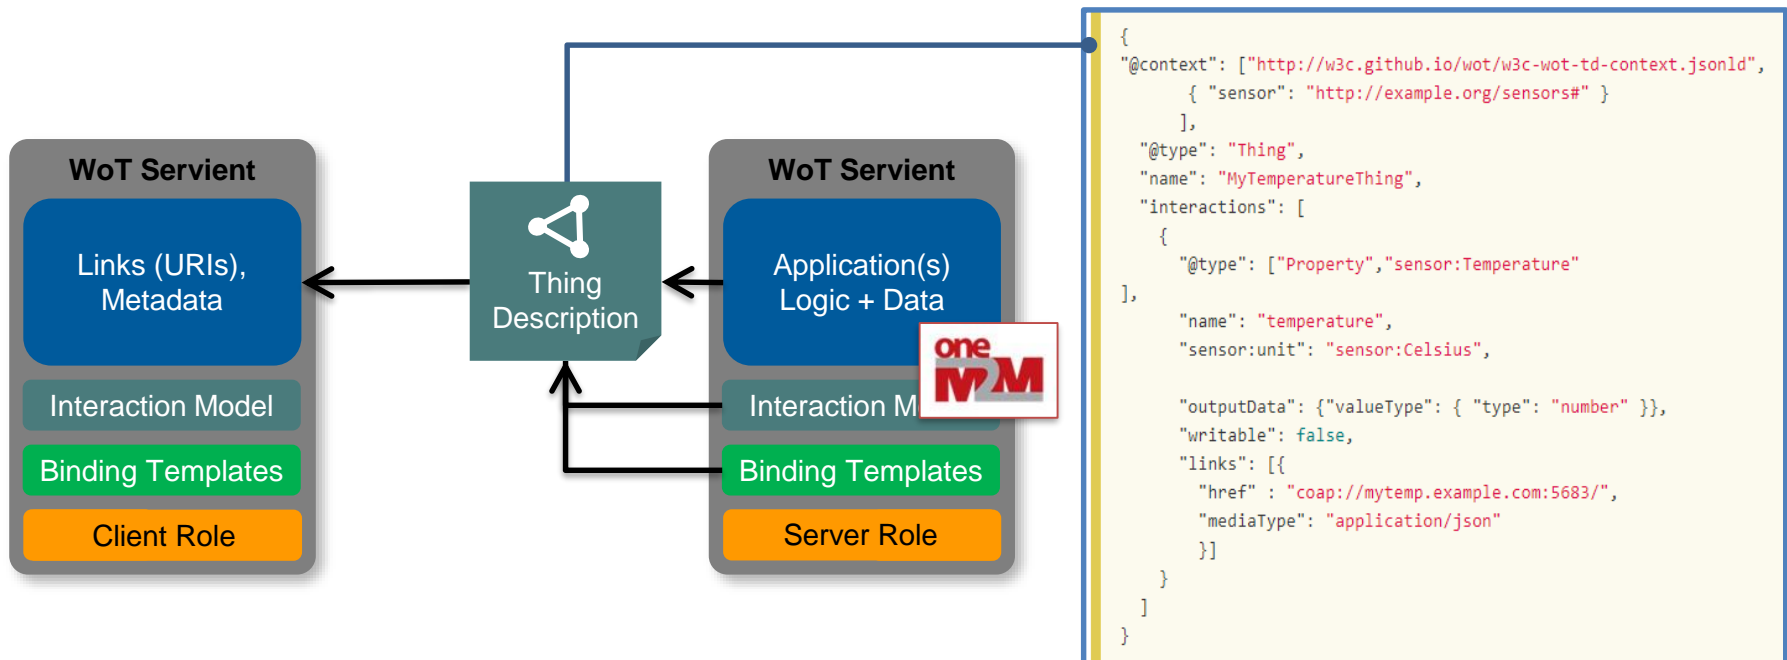 WoT Servient
Links (URIs),
Metadata
Interaction Model
Binding Templates
Client Role
Thing
Description
WoT Servient
Application(s)
Logic + Data
one
M2M
Interaction M
Binding Templates
Server Role
{
"@context": ["http://w3c.github.io/wot/w3c-wot-td-context.jsonld",
{ "sensor": "http://example.org/sensors#" }
],
"@type": "Thing",
"name": "MyTemperatureThing",
"interactions": [
{
"@type": ["Property","sensor:Temperature"
],
"name": "temperature",
"sensor:unit": "sensor:Celsius",
"outputData": {"valueType": { "type": "number" }},
"writable": false,
"links": [{
"href" : "coap://mytemp.example.com:5683/",
"mediaType": "application/json"
}]
}
]
}